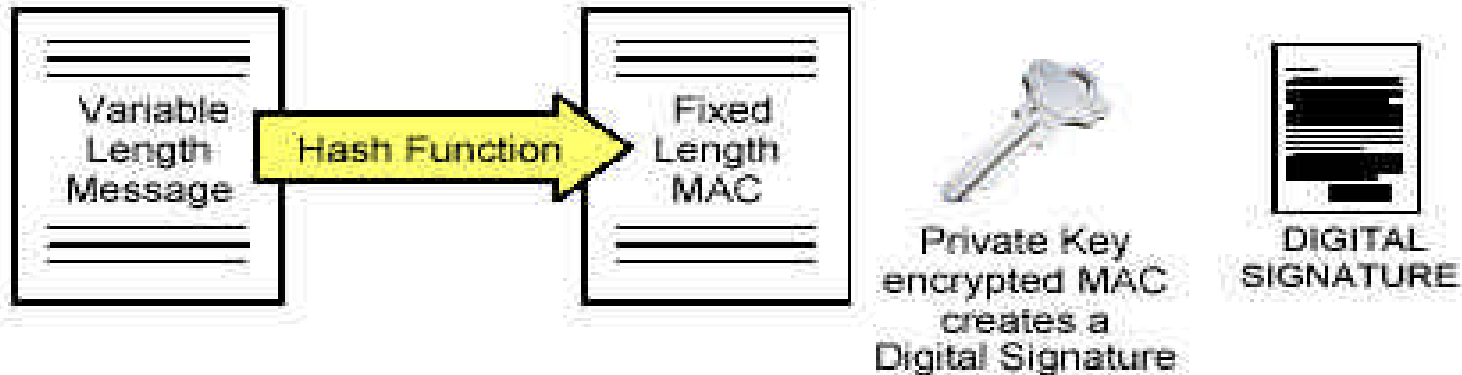 Variable
Length
Message
Hash Function
Fixed
Length
MAC
Private Key
encrypted MAC
creates a
Digital Signature
DIGITAL
SIGNATURE